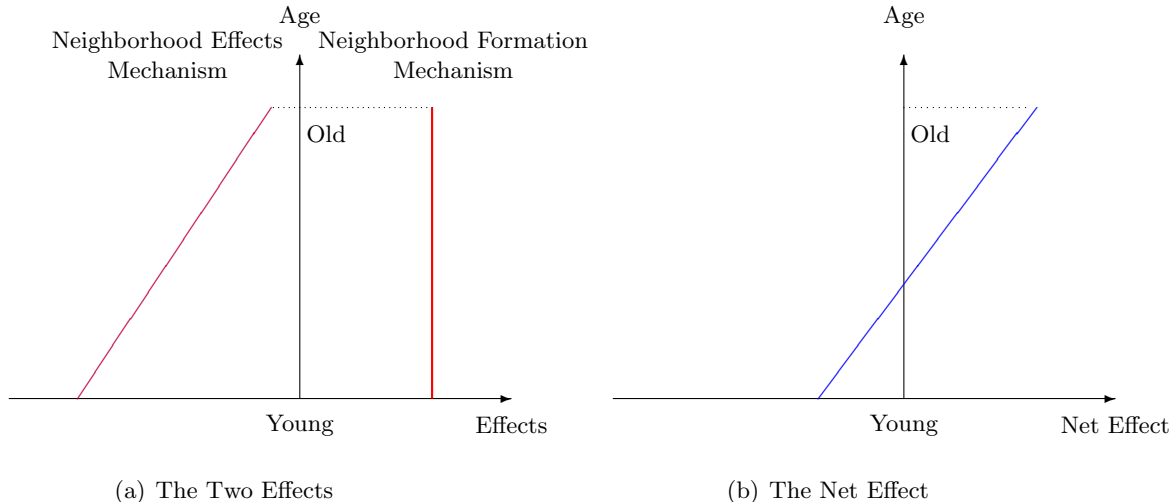 Age
Neighborhood Effects
Mechanism
Neighborhood Formation
Mechanism
Old
Young
Effects
(a) The Two Effects
Age
Old
Young
Net Effect
(b) The Net Effect